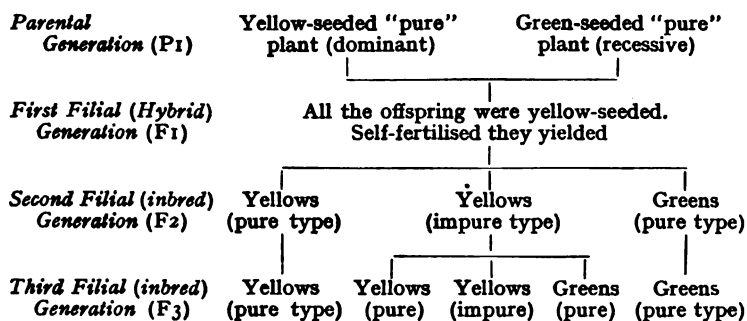 Parental Yellow-seeded “pure” Green-seeded “pure”
Generation (P1) plant (dominant) plant (recessive)
First Filial (Hybrid) All the offspring were yellow-seeded.
Generation (F1) Self-fertilised they yielded
Second Filial (inbred) Yellows Yellows Greens
Generation (F2) (pure type) (impure type) (pure type)
Third Filial (inbred) Yellows Yellows Yellows Greens Greens
Generation (F3) (pure type) (pure) (impure) (pure) (pure type)